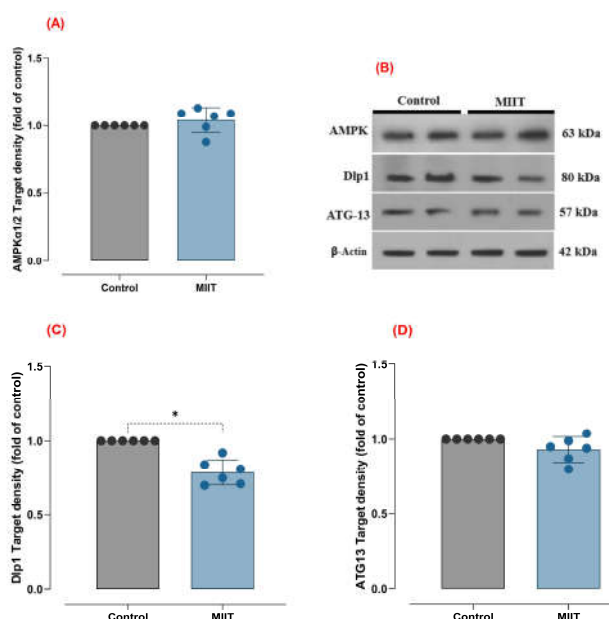 (A)
AMPKα1/2 Target density (fold of control)
1.5
1.0
0.5
0.0
Control
MIIT
(B)
Control
MIIT
AMPK
63 kDa
Dlp1
80 kDa
ATG-13
57 kDa
β-Actin
42 kDa
(C)
Dlp1 Target density (fold of control)
1.5
1.0
0.5
0.0
*
Control
MIIT
(D)
ATG13 Target density (fold of control)
1.5
1.0
0.5
0.0
Control
MIIT